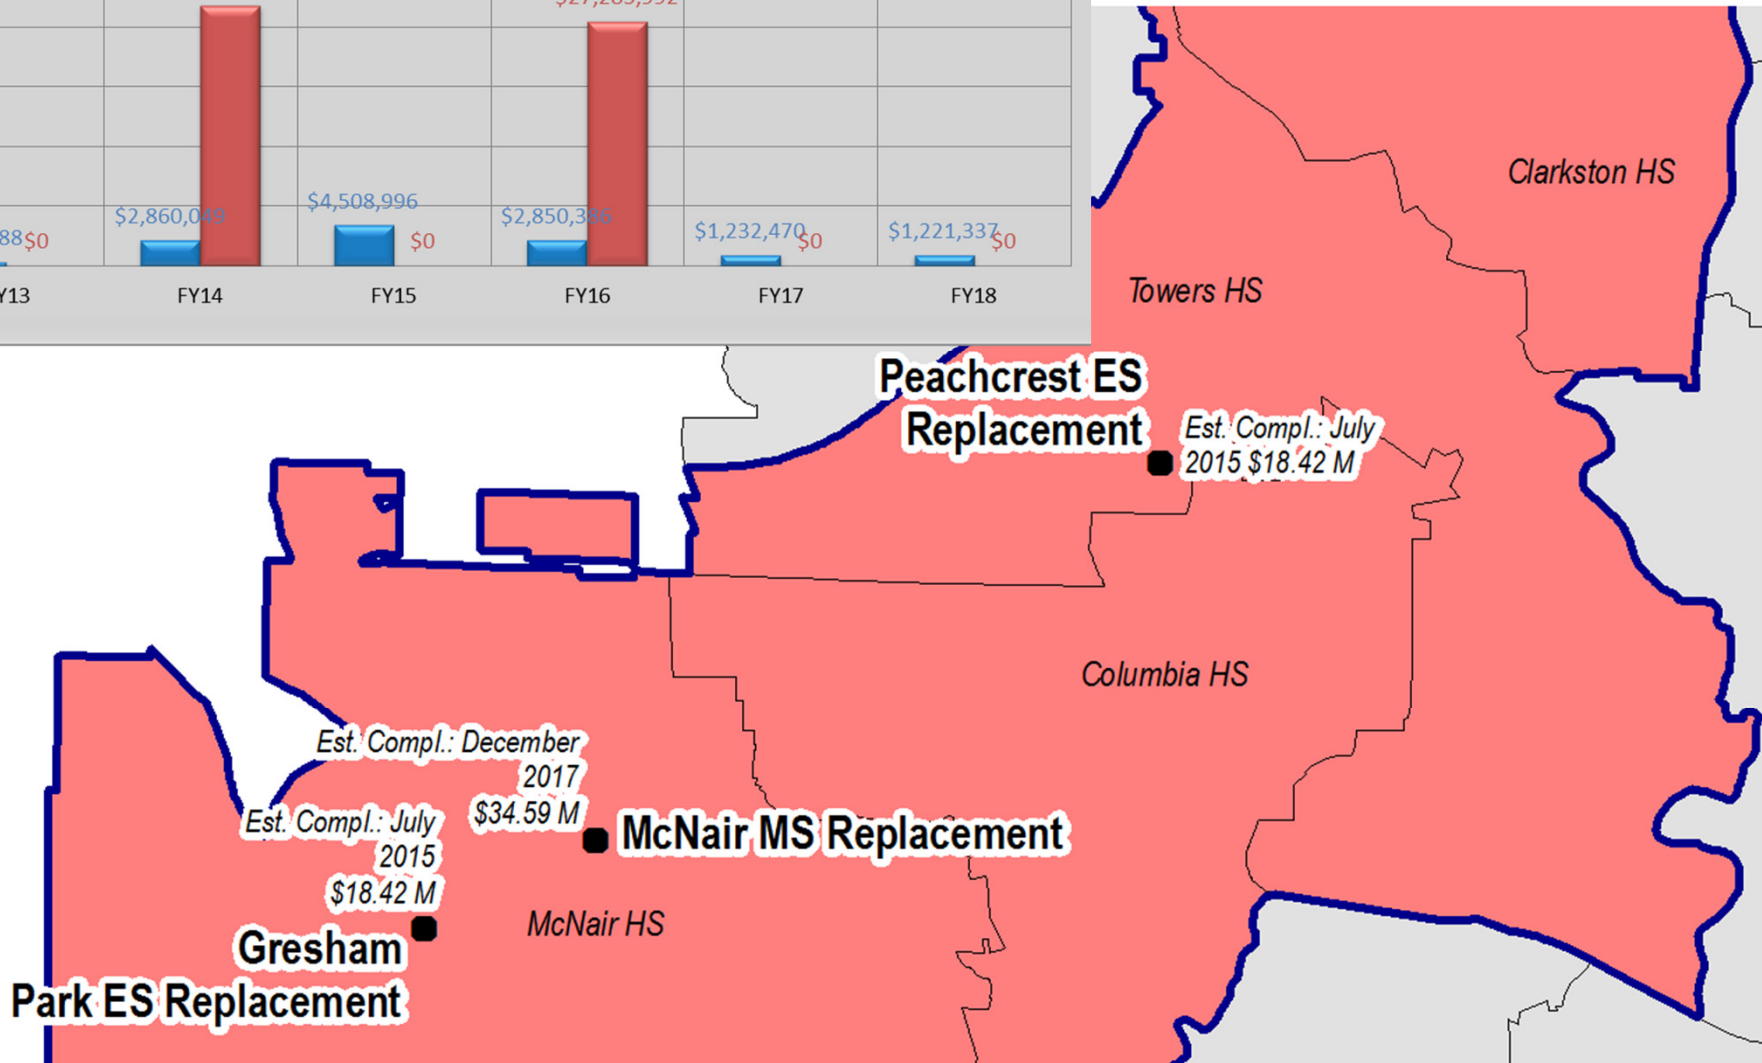 $2,860,049
$4,508,996
$2,850,386
$1,232,470
$1,221,337
88
$0
$0
$0
$0
FY14
FY15
FY16
FY17
FY18
Clarkston HS
Towers HS
Peachcrest ES
Replacement
Est. Compl.: July
2015 $18.42 M
Columbia HS
Est. Compl.: December
2017
$34.59 M
McNair MS Replacement
Est. Compl.: July
2015
$18.42 M
McNair HS
Gresham
Park ES Replacement